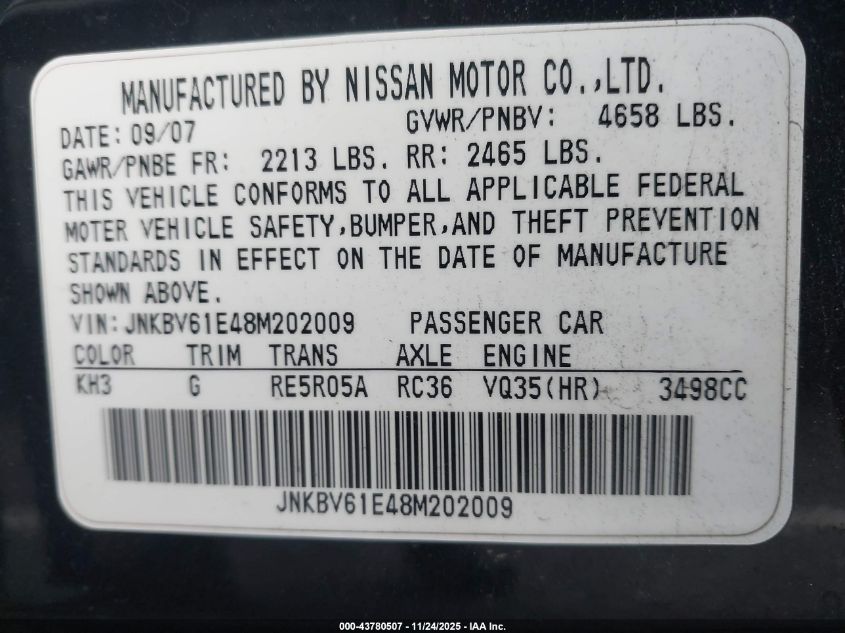 MANUFACTURED BY NISSAN MOTOR CO.,LTD.
DATE: 09/07 GVWR/PNBV: 4658 LBS.
GAWR/PNBE FR: 2213 LBS. RR: 2465 LBS.
THIS VEHICLE CONFORMS TO ALL APPLICABLE FEDERAL
MOTER VEHICLE SAFETY,BUMPER,AND THEFT PREVENTION
STANDARDS IN EFFECT ON THE DATE OF MANUFACTURE
SHOWN ABOVE.
VIN: JNKBV61E48M202009 PASSENGER CAR
COLOR TRIM TRANS AXLE ENGINE
KH3 G RE5R05A RC36 VQ35(HR) 3498CC
JNKBV61E48M202009
000-43780507 - 11/24/2025 - IAA Inc.